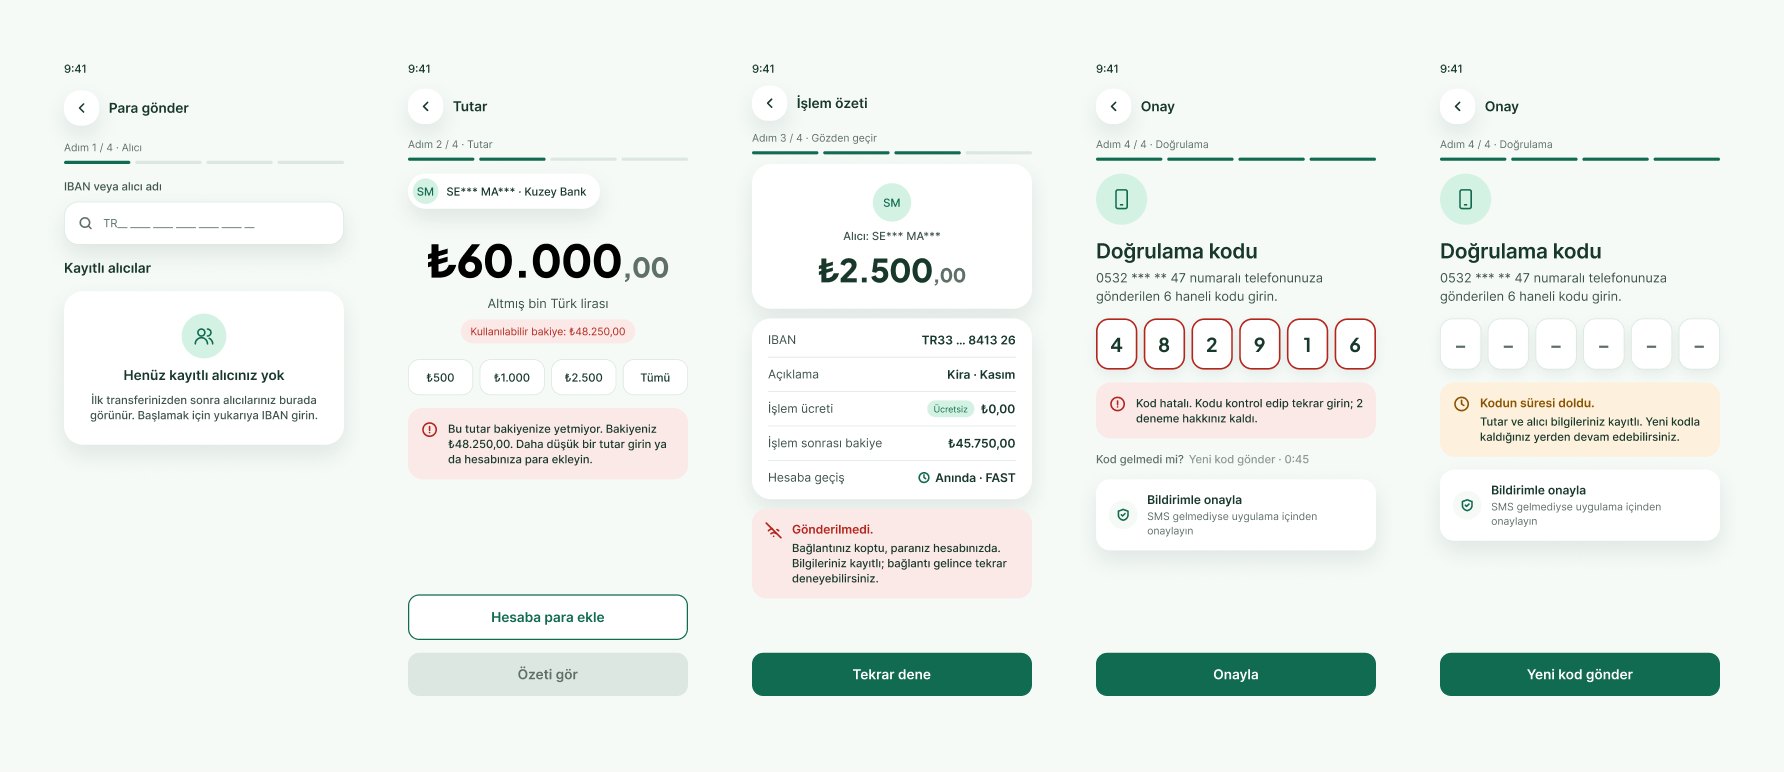 9:41
Para gönder
Adım 1 / 4 · Alıcı
IBAN veya alıcı adı
TR__ ____ ____ ____ ____ ____ __
Kayıtlı alıcılar
Henüz kayıtlı alıcınız yok
İlk transferinizden sonra alıcılarınız burada
görünür. Başlamak için yukarıya IBAN girin.
9:41
Tutar
Adım 2 / 4 · Tutar
SM SE*** MA*** · Kuzey Bank
₺60.000,00
Altmış bin Türk lirası
Kullanılabilir bakiye: ₺48.250,00
₺500 ₺1.000 ₺2.500 Tümü
Bu tutar bakiyenize yetmiyor. Bakiyeniz
₺48.250,00. Daha düşük bir tutar girin ya
da hesabınıza para ekleyin.
Hesaba para ekle
Özeti gör
9:41
İşlem özeti
Adım 3 / 4 · Gözden geçir
SM
Alıcı: SE*** MA***
₺2.500,00
IBAN TR33 ... 8413 26
Açıklama Kira · Kasım
İşlem ücreti Ücretsiz ₺0,00
İşlem sonrası bakiye ₺45.750,00
Hesaba geçiş Anında · FAST
Gönderilmedi.
Bağlantınız koptu, paranız hesabınızda.
Bilgileriniz kayıtlı; bağlantı gelince tekrar
deneyebilirsiniz.
Tekrar dene
9:41
Onay
Adım 4 / 4 · Doğrulama
Doğrulama kodu
0532 *** ** 47 numaralı telefonunuza
gönderilen 6 haneli kodu girin.
4 8 2 9 1 6
Kod hatalı. Kodu kontrol edip tekrar girin; 2
deneme hakkınız kaldı.
Kod gelmedi mi? Yeni kod gönder · 0:45
Bildirimle onayla
SMS gelmediyse uygulama içinden
onaylayın
Onayla
9:41
Onay
Adım 4 / 4 · Doğrulama
Doğrulama kodu
0532 *** ** 47 numaralı telefonunuza
gönderilen 6 haneli kodu girin.
– – – – – –
Kodun süresi doldu.
Tutar ve alıcı bilgileriniz kayıtlı. Yeni kodla
kaldığınız yerden devam edebilirsiniz.
Bildirimle onayla
SMS gelmediyse uygulama içinden
onaylayın
Yeni kod gönder